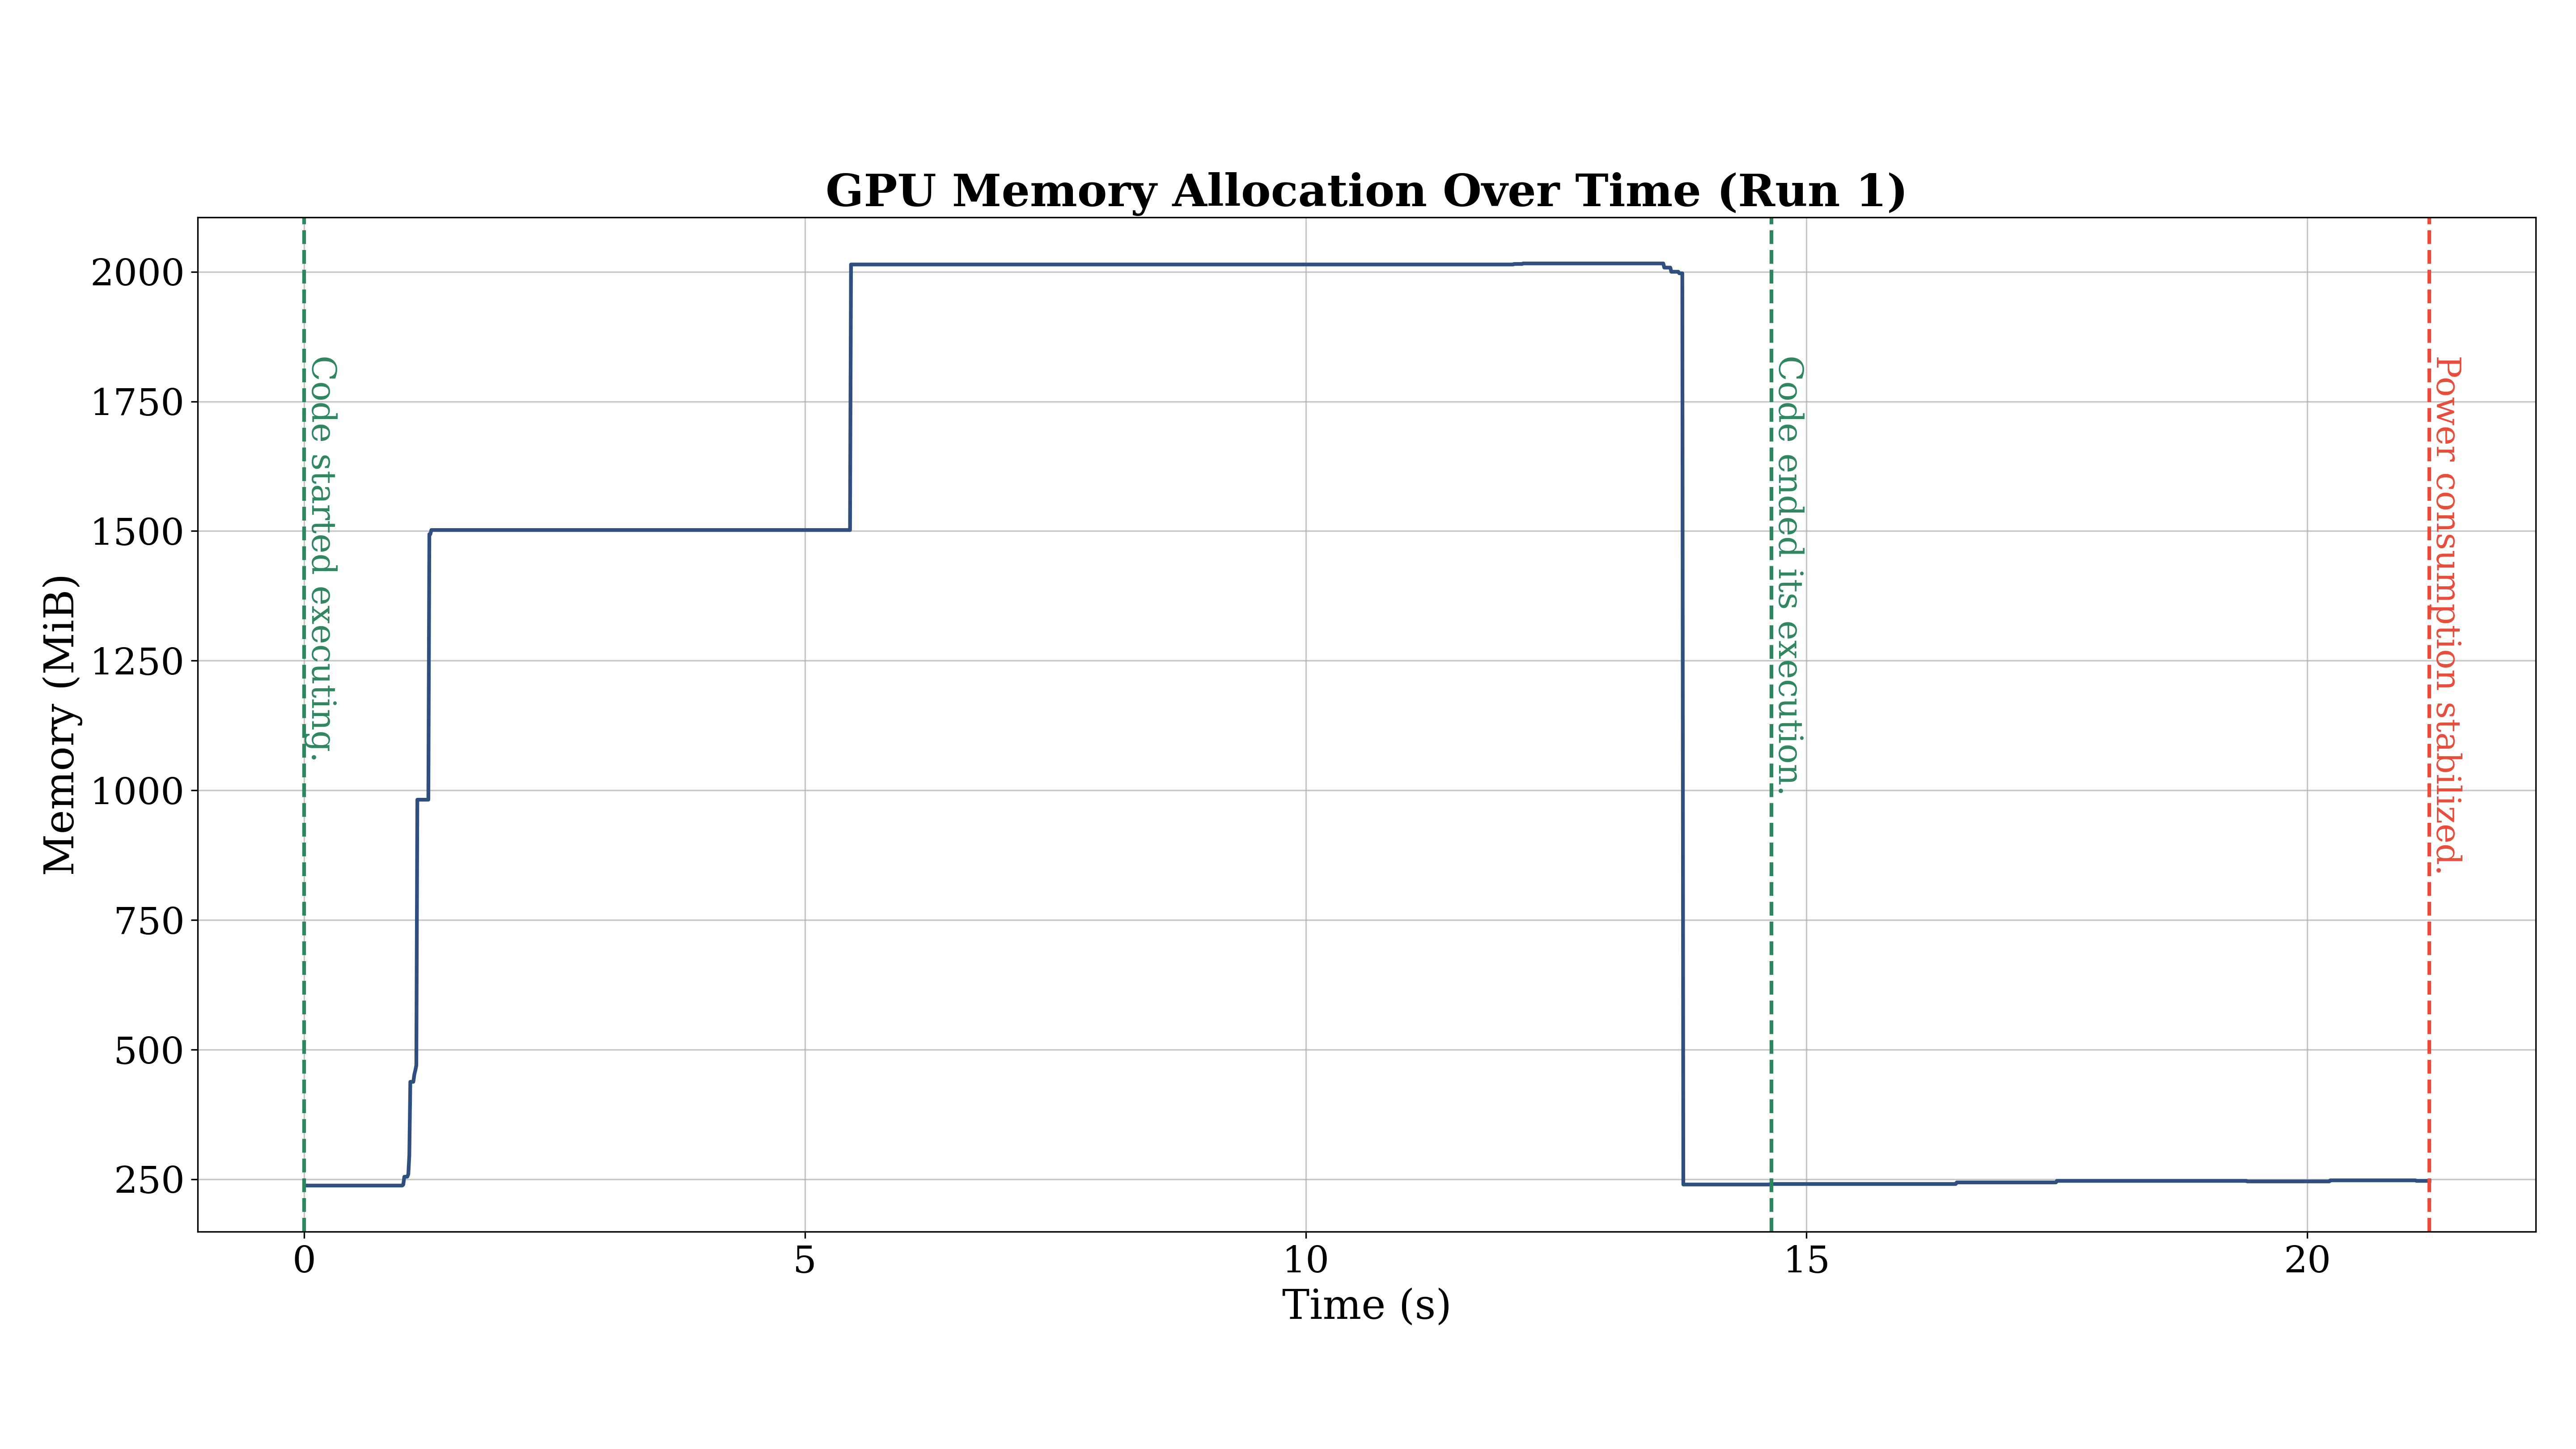 GPU Memory Allocation Over Time (Run 1)
Memory (MiB)
2000
1750
1500
1250
1000
750
500
250
Code started executing.
Code ended its execution.
Power consumption stabilized.
0
5
10
15
20
Time (s)